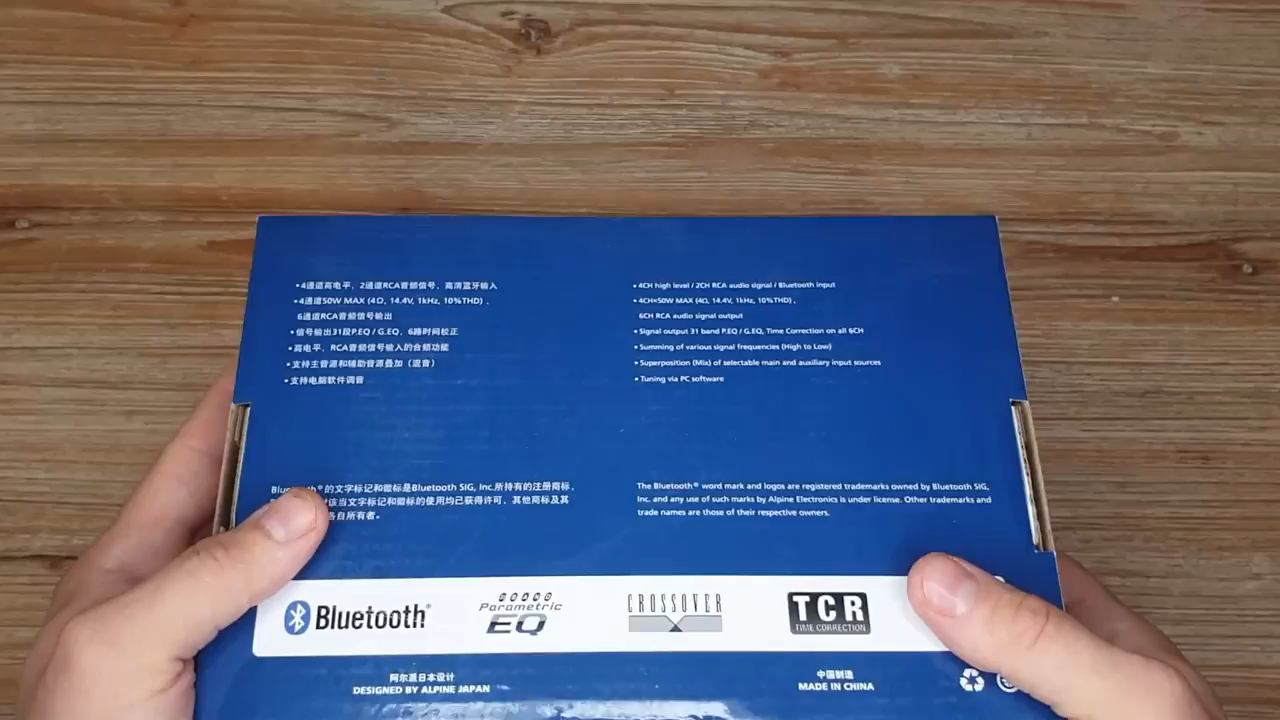 •4通道高电平，2通道RCA音频信号、高清蓝牙输入
•4通道50W MAX (4Ω, 14.4V, 1kHz, 10%THD) ,
6通道RCA音频信号输出
•信号输出31段P.EQ / G.EQ、6路时间校正
•高电平、RCA音频信号输入的合频功能
•支持主音源和辅助音源叠加（混音）
•支持电脑软件调音
• 4CH high level / 2CH RCA audio signal / Bluetooth input
• 4CH×50W MAX (4Ω, 14.4V, 1kHz, 10%THD) ,
6CH RCA audio signal output
• Signal output 31 band P.EQ / G.EQ, Time Correction on all 6CH
• Summing of various signal frequencies (High to Low)
• Superposition (Mix) of selectable main and auxiliary input sources
• Tuning via PC software
Bluetooth®的文字标记和徽标是Bluetooth SIG, Inc.所持有的注册商标，
该当文字标记和徽标的使用均已获得许可，其他商标及其
各自所有者。
The Bluetooth® word mark and logos are registered trademarks owned by Bluetooth SIG,
Inc. and any use of such marks by Alpine Electronics is under license. Other trademarks and
trade names are those of their respective owners.
Bluetooth®
Parametric
EQ
CROSSOVER
TCR
TIME CORRECTION
阿尔派日本设计
DESIGNED BY ALPINE JAPAN
中国制造
MADE IN CHINA